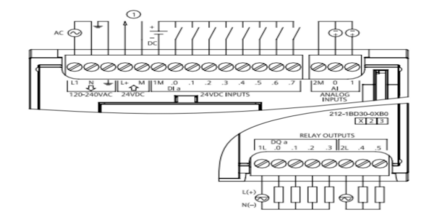 AC
1
DC
L1 N L+ M 1M .0 .1 .2 .3 .4 .5 .6 .7 2M 0 1
120-240VAC 24VDC DI a 24VDC INPUTS AI
ANALOG
INPUTS
212-1BD30-0XB0
X 2 3
RELAY OUTPUTS
DQ a
1L .0 .1 .2 .3 2L .4 .5
L(+)
N(-)